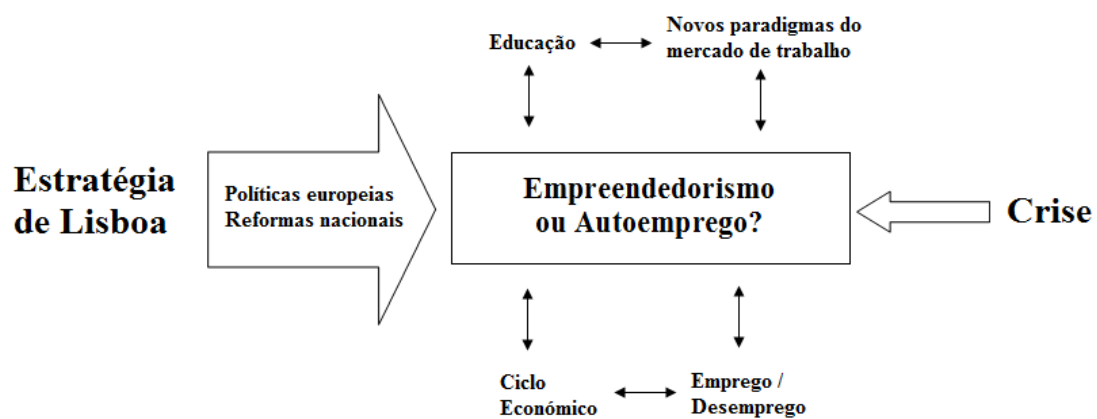 Educação
Novos paradigmas do
mercado de trabalho
Estratégia
de Lisboa
Políticas europeias
Reformas nacionais
Empreendedorismo
ou Autoemprego?
Crise
Ciclo
Económico
Emprego /
Desemprego